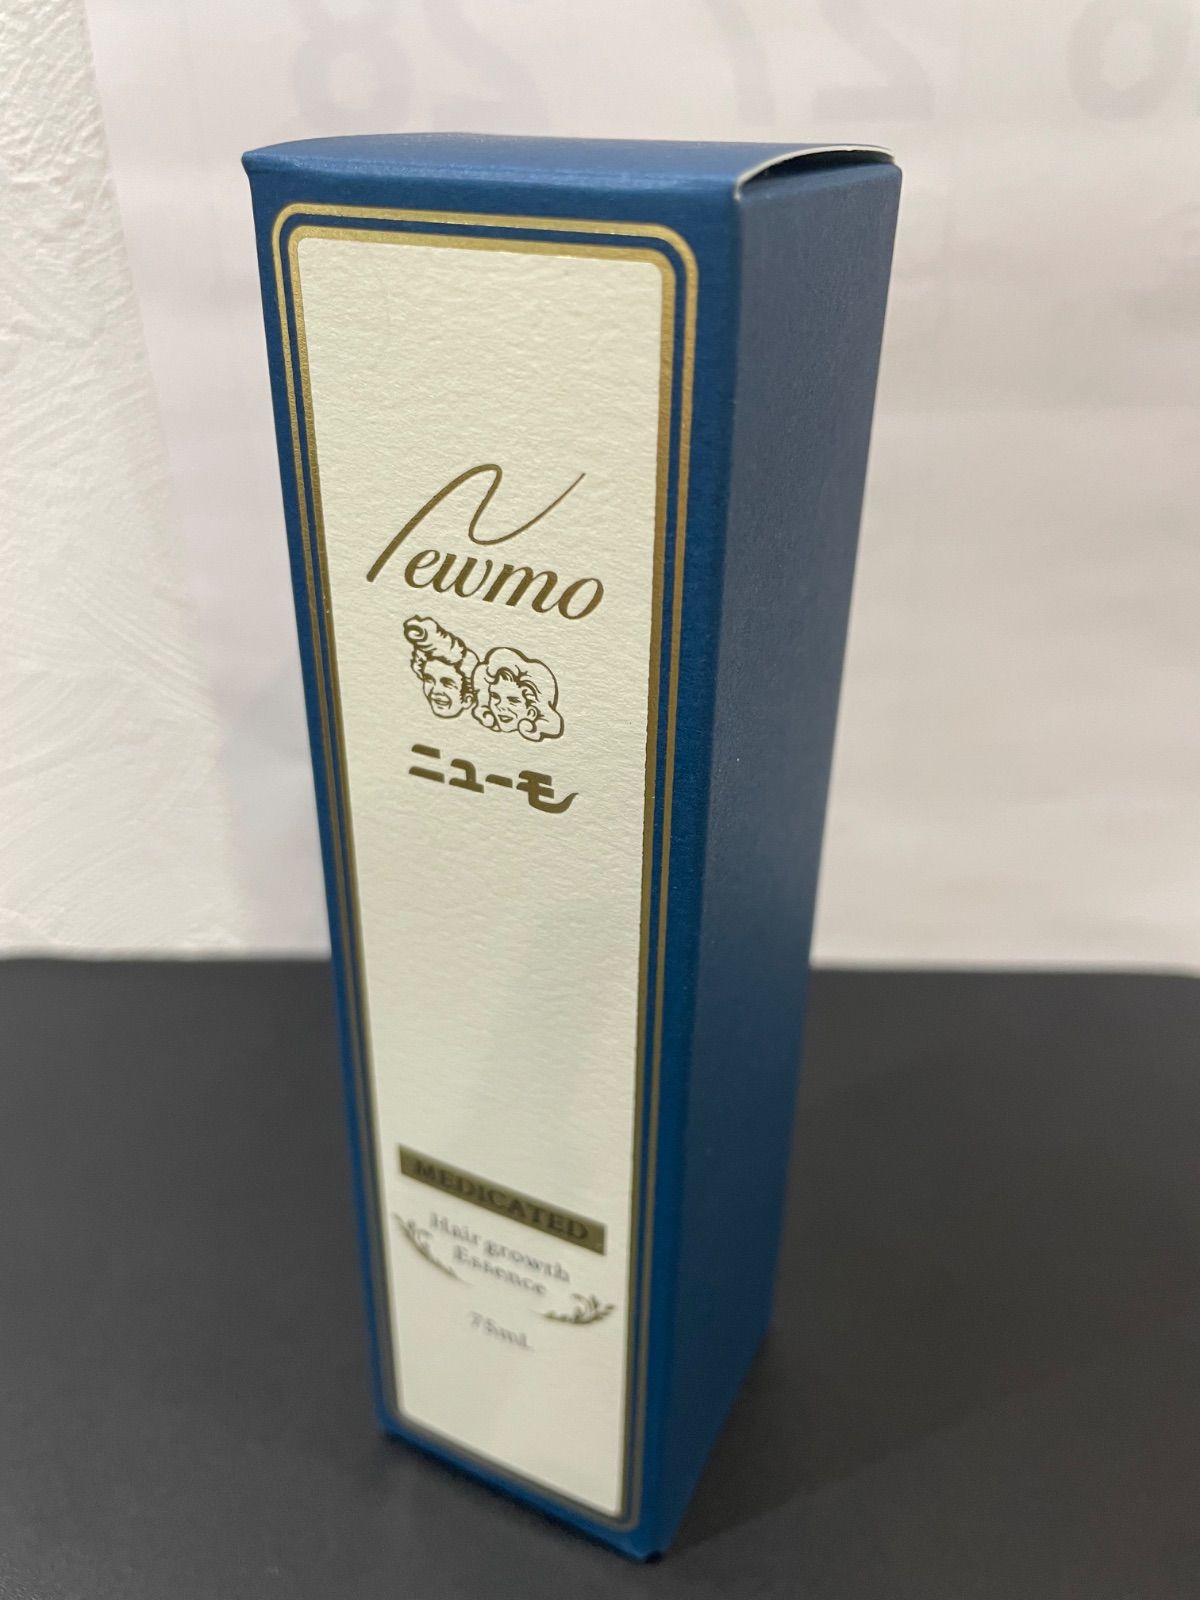 Newmo
ニューモ
MEDICATED
Hair growth
Essence
75mL